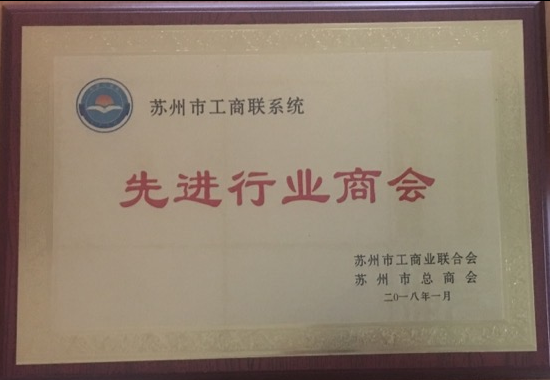 苏州市工商联系统
先进行业商会
苏州市工商业联合会
苏州市总商会
二0一八年一月